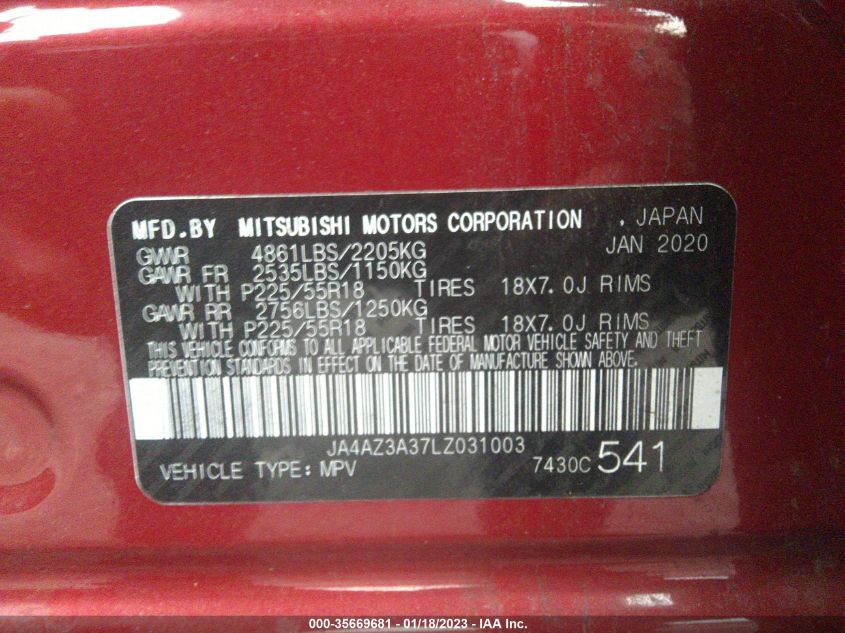 MFD.BY MITSUBISHI MOTORS CORPORATION , JAPAN
GVWR 4861LBS/2205KG JAN 2020
GAWR FR 2535LBS/1150KG
WITH P225/55R18 TIRES 18X7.0J RIMS
GAWR RR 2756LBS/1250KG
WITH P225/55R18 TIRES 18X7.0J RIMS
THIS VEHICLE CONFORMS TO ALL APPLICABLE FEDERAL MOTOR VEHICLE SAFETY AND THEFT
PREVENTION STANDARDS IN EFFECT ON THE DATE OF MANUFACTURE SHOWN ABOVE.
JA4AZ3A37LZ031003
VEHICLE TYPE: MPV 7430C 541
000-35669681 - 01/18/2023 - IAA Inc.